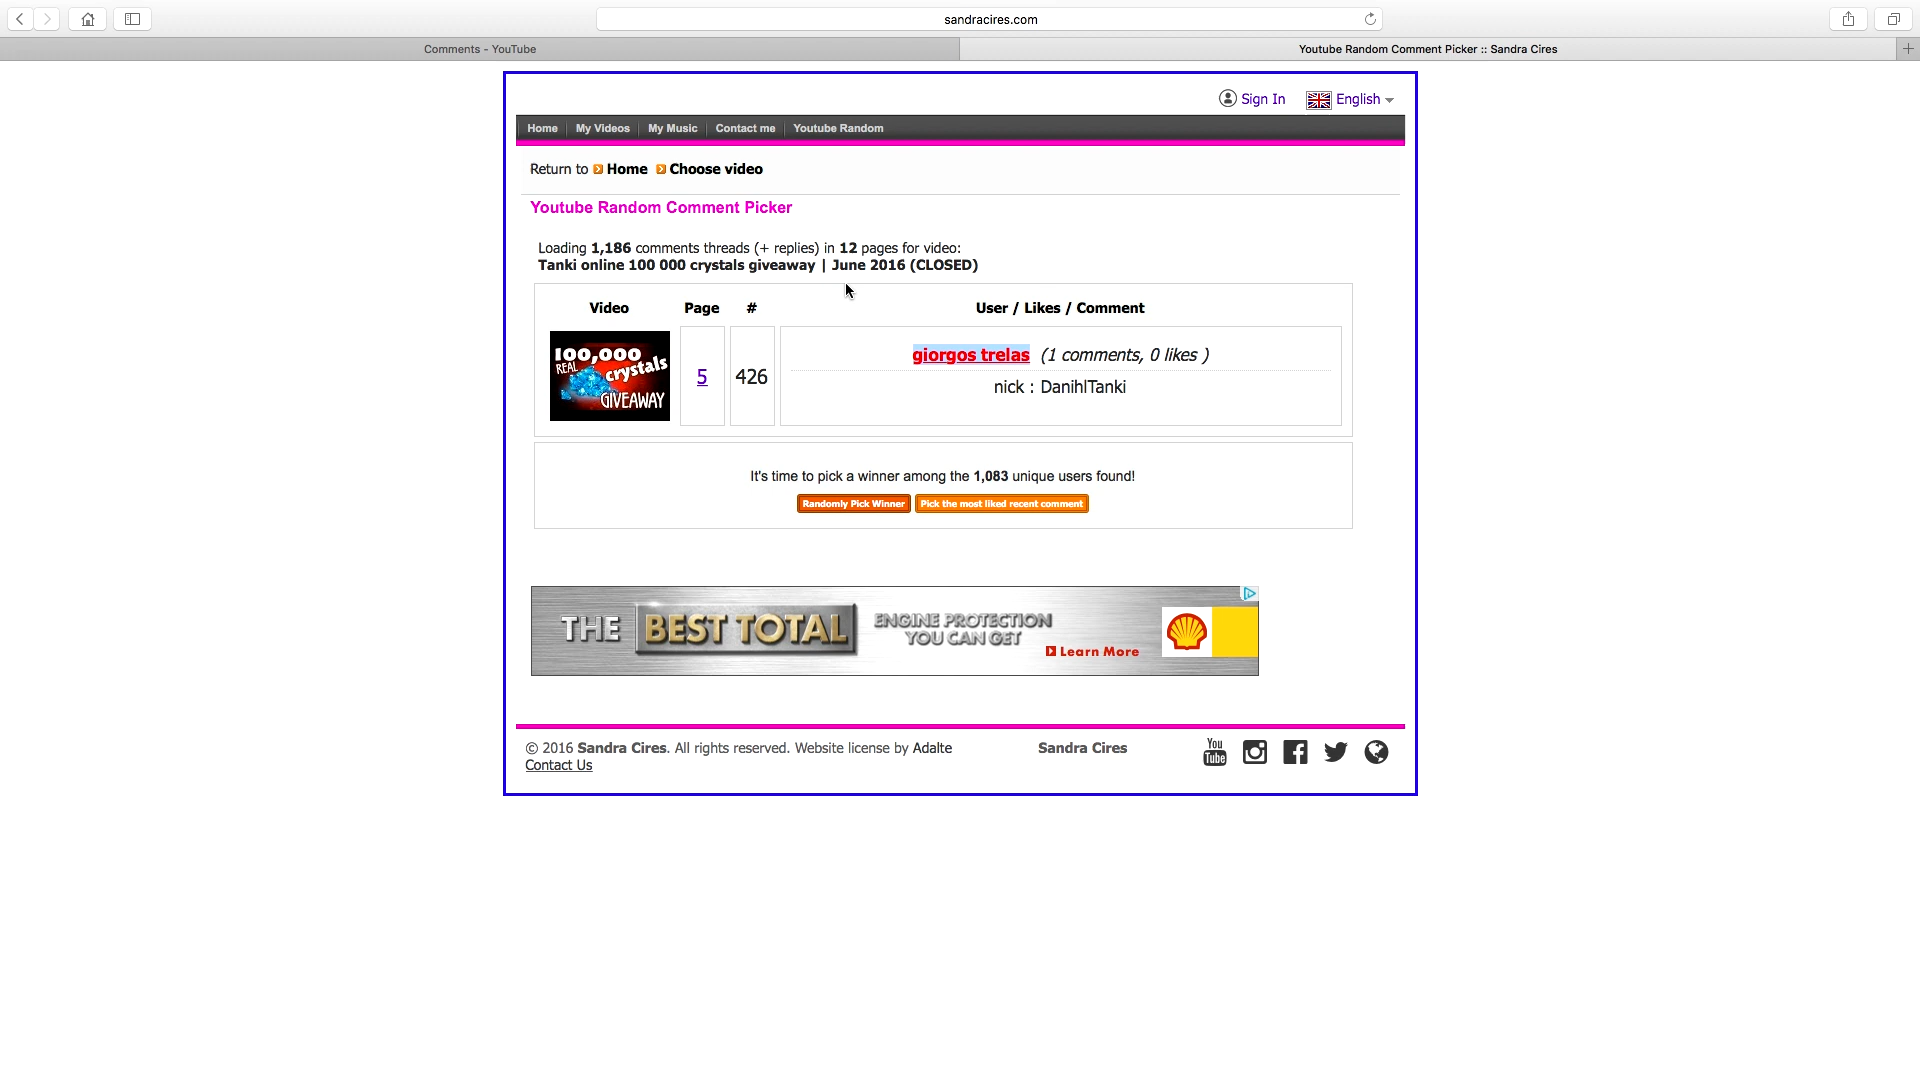 sandracires.com
Comments - YouTube
Youtube Random Comment Picker :: Sandra Cires
Sign In English
Home My Videos My Music Contact me Youtube Random
Return to Home Choose video
Youtube Random Comment Picker
Loading 1,186 comments threads (+ replies) in 12 pages for video:
Tanki online 100 000 crystals giveaway | June 2016 (CLOSED)
Video Page # User / Likes / Comment
100,000
REAL crystals
GIVEAWAY
5
426
giorgos trelas (1 comments, 0 likes )
nick : DanihlTanki
It's time to pick a winner among the 1,083 unique users found!
Randomly Pick Winner Pick the most liked recent comment
THE BEST TOTAL
ENGINE PROTECTION
YOU CAN GET
Learn More
© 2016 Sandra Cires. All rights reserved. Website license by Adalte
Contact Us
Sandra Cires
You
Tube